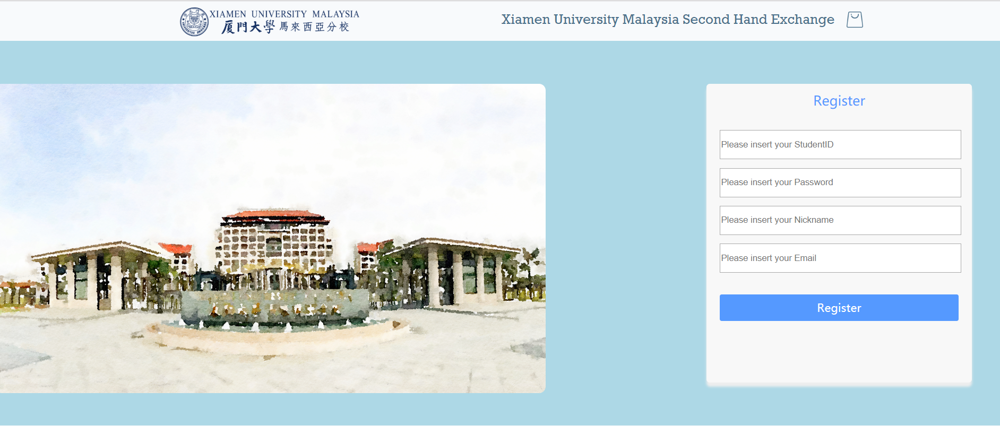 XIAMEN UNIVERSITY MALAYSIA
厦門大學 馬來西亞分校
Xiamen University Malaysia Second Hand Exchange
Register
Please insert your StudentID
Please insert your Password
Please insert your Nickname
Please insert your Email
Register